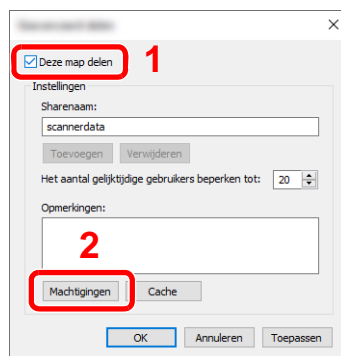 Deze map delen
1
Instellingen
Sharenaam:
scannerdata
Toevoegen Verwijderen
Het aantal gelijktijdige gebruikers beperken tot: 20
Opmerkingen:
2
Machtigingen Cache
OK Annuleren Toepassen